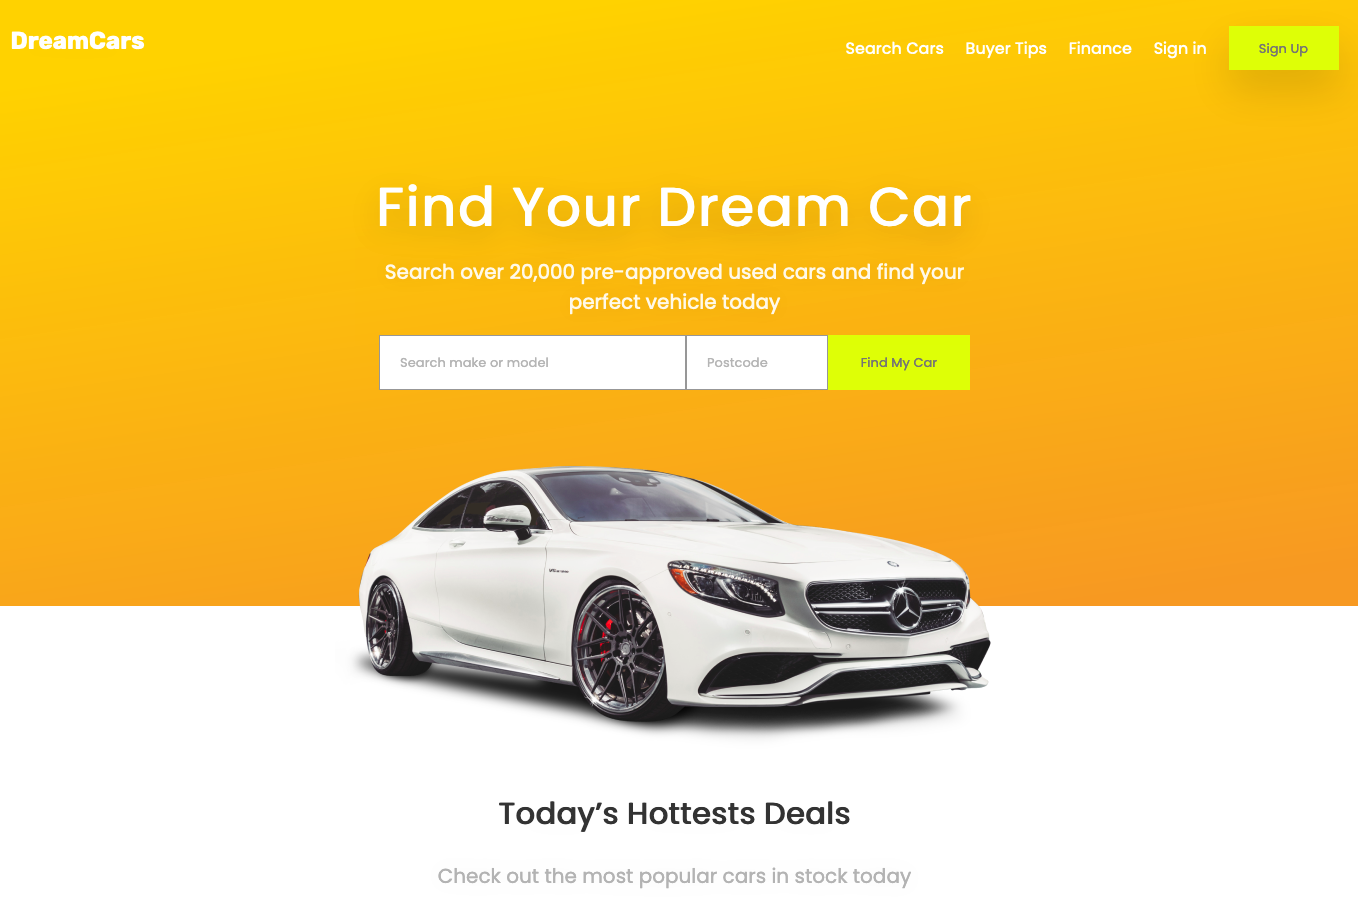 DreamCars
Search Cars Buyer Tips Finance Sign in Sign Up
Find Your Dream Car
Search over 20,000 pre-approved used cars and find your
perfect vehicle today
Search make or model Postcode Find My Car
Today’s Hottests Deals
Check out the most popular cars in stock today